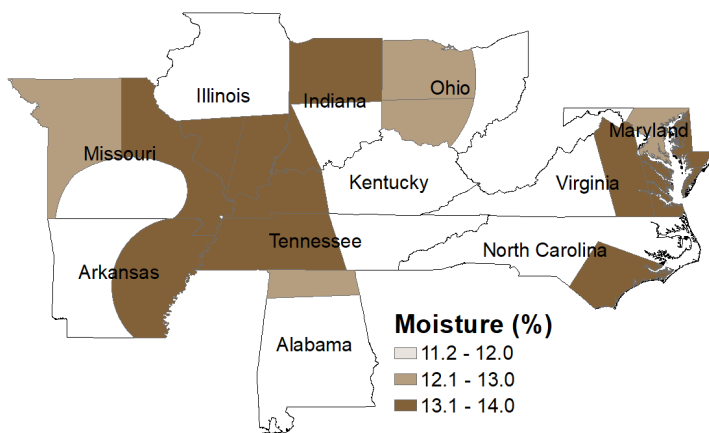 Illinois
Indiana
Ohio
Missouri
Maryland
Kentucky
Virginia
Tennessee
North Carolina
Arkansas
Alabama
Moisture (%)
11.2 - 12.0
12.1 - 13.0
13.1 - 14.0